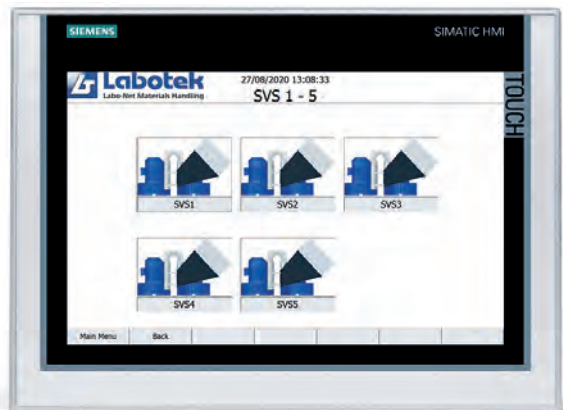 SIEMENS
SIMATIC HMI
TOUCH
LT Labotek
Labo-Net Materials Handling
27/08/2020 13:08:33
SVS 1 - 5
SVS1
SVS2
SVS3
SVS4
SVS5
Main Menu
Back